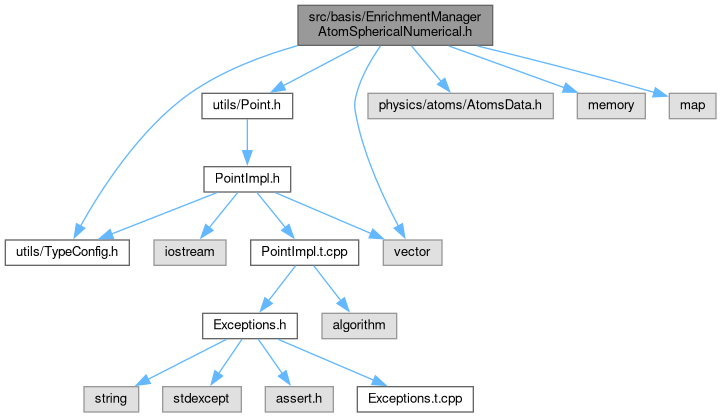 src/basis/EnrichmentManager
AtomSphericalNumerical.h
utils/Point.h
physics/atoms/AtomsData.h
memory
map
PointImpl.h
utils/TypeConfig.h
iostream
PointImpl.t.cpp
vector
Exceptions.h
algorithm
string
stdexcept
assert.h
Exceptions.t.cpp